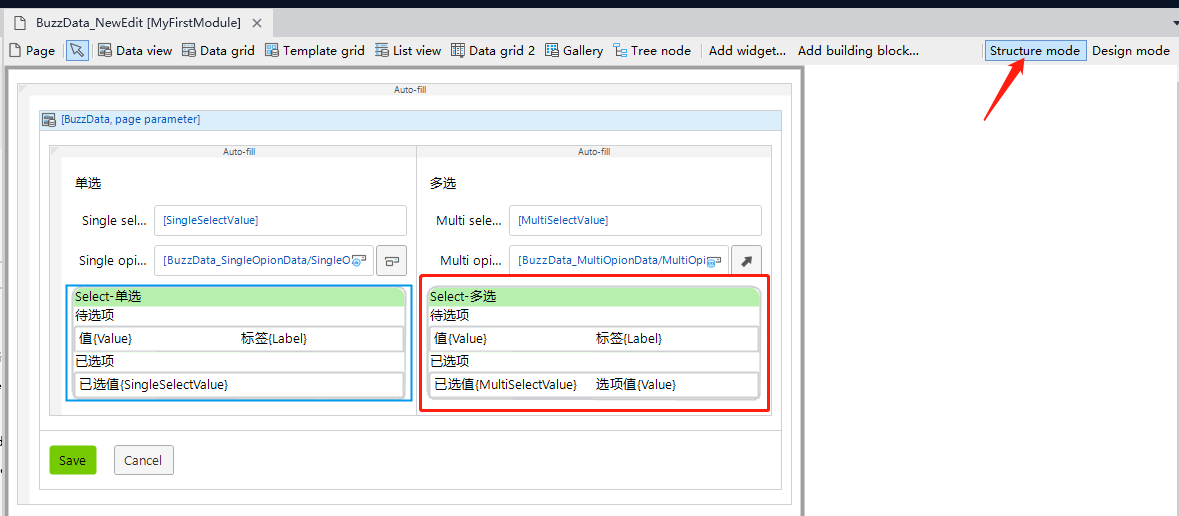 BuzzData_NewEdit [MyFirstModule]
Page Data view Data grid Template grid List view Data grid 2 Gallery Tree node Add widget... Add building block... Structure mode Design mode
Auto-fill
[BuzzData, page parameter]
Auto-fill Auto-fill
单选 多选
Single sel... [SingleSelectValue] Multi sele... [MultiSelectValue]
Single opi... [BuzzData_SingleOpionData/SingleO Multi opi... [BuzzData_MultiOpionData/MultiOpi
Select-单选 Select-多选
待选项 待选项
值{Value} 标签{Label} 值{Value} 标签{Label}
已选项 已选项
已选值{SingleSelectValue} 已选值{MultiSelectValue} 选项值{Value}
Save Cancel